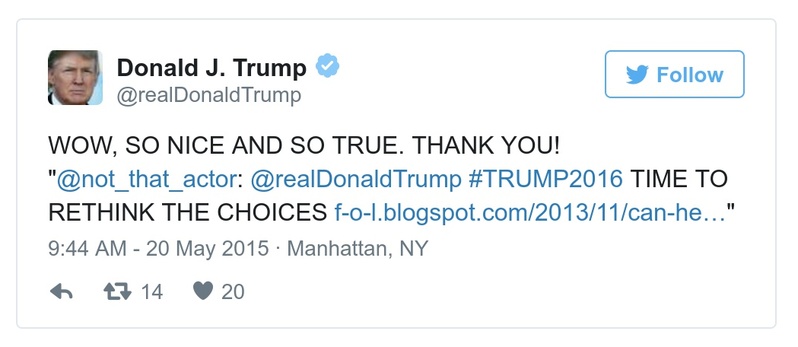 Donald J. Trump
@realDonaldTrump
Follow
WOW, SO NICE AND SO TRUE. THANK YOU!
"@not_that_actor: @realDonaldTrump #TRUMP2016 TIME TO
RETHINK THE CHOICES f-o-l.blogspot.com/2013/11/can-he…"
9:44 AM - 20 May 2015 · Manhattan, NY
14 20